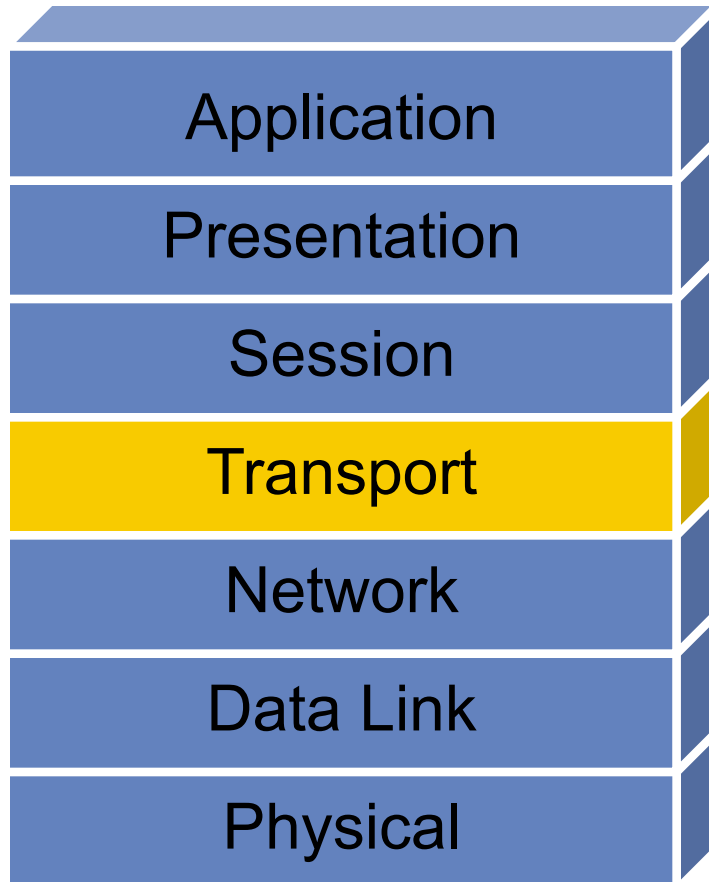 Application
Presentation
Session
Transport
Network
Data Link
Physical